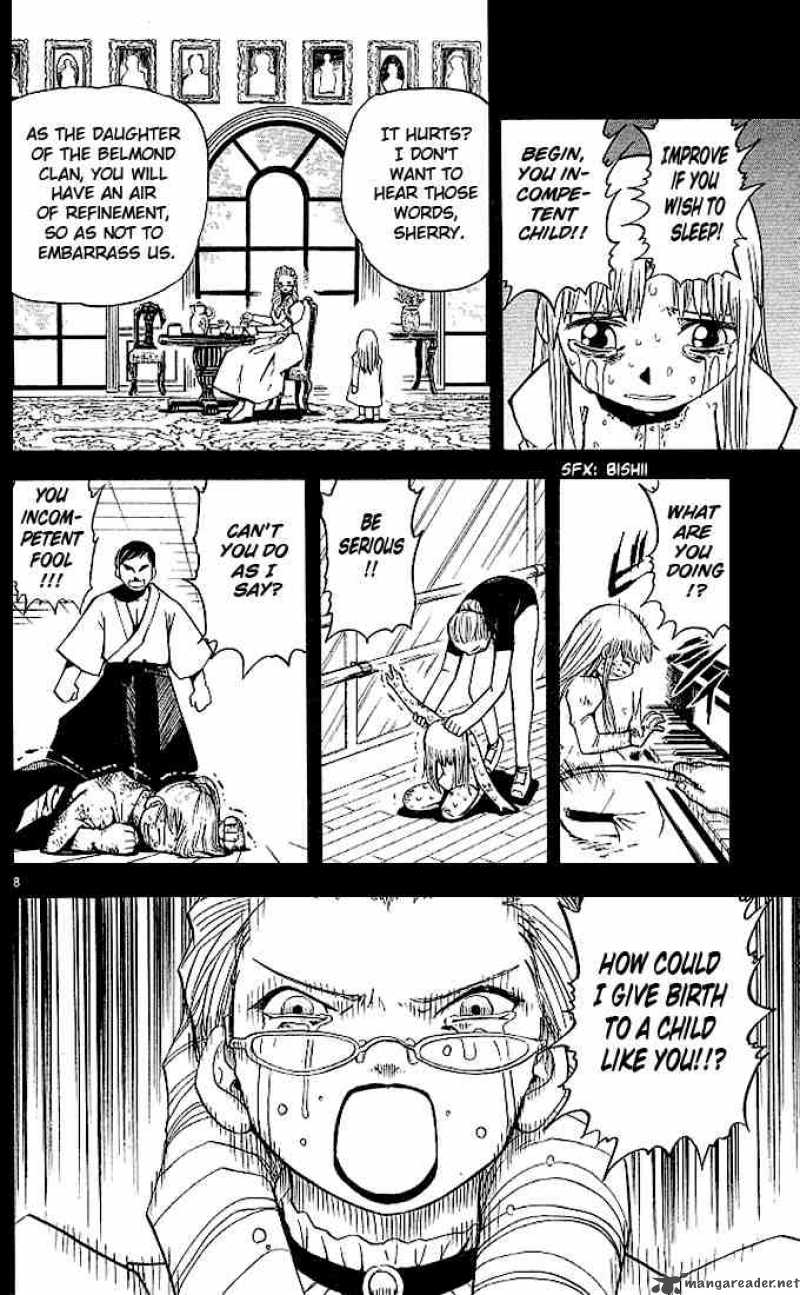 IMPROVE
IF YOU
WISH TO
SLEEP!
BEGIN,
YOU IN-
COMPE-
TENT
CHILD!!
IT HURTS?
I DON'T
WANT TO
HEAR THOSE
WORDS,
SHERRY.
AS THE DAUGHTER
OF THE BELMOND
CLAN, YOU WILL
HAVE AN AIR
OF REFINEMENT,
SO AS NOT TO
EMBARRASS US.
SFX: BISHII
WHAT
ARE
YOU
DOING
!?
BE
SERIOUS
!!
CAN'T
YOU DO
AS I
SAY?
YOU
INCOM-
PETENT
FOOL
!!!
8
HOW COULD
I GIVE BIRTH
TO A CHILD
LIKE YOU!!?
mangareader.net